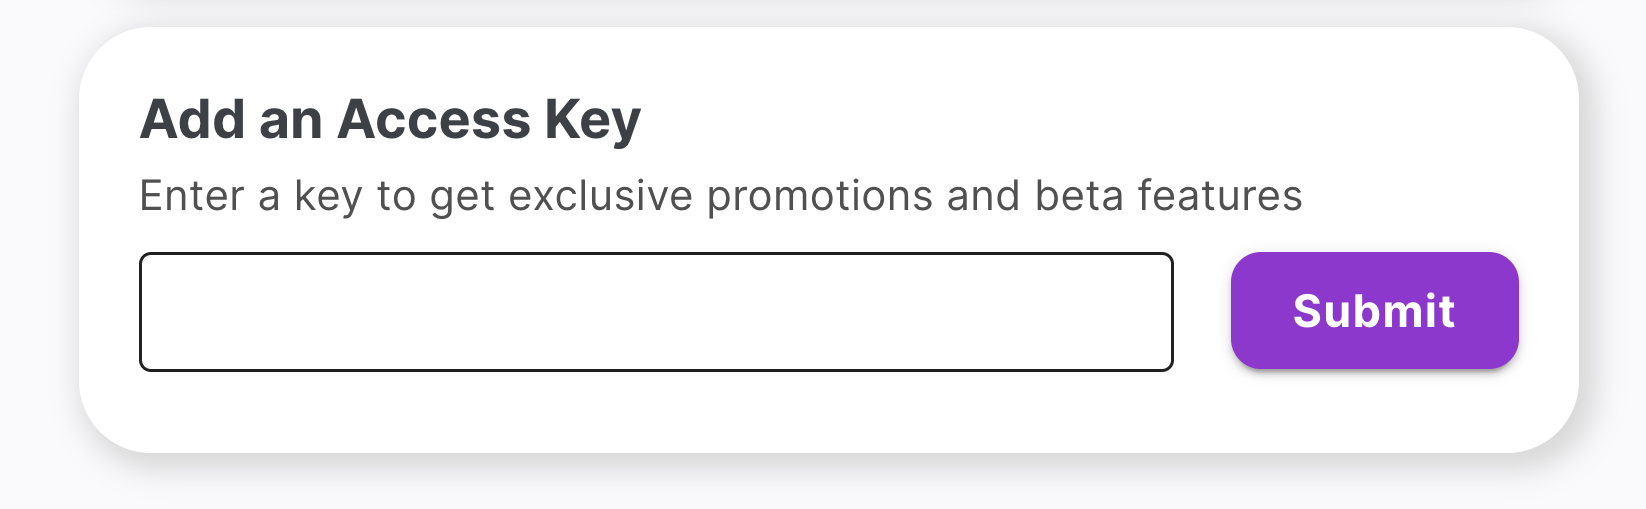 Add an Access Key
Enter a key to get exclusive promotions and beta features
Submit